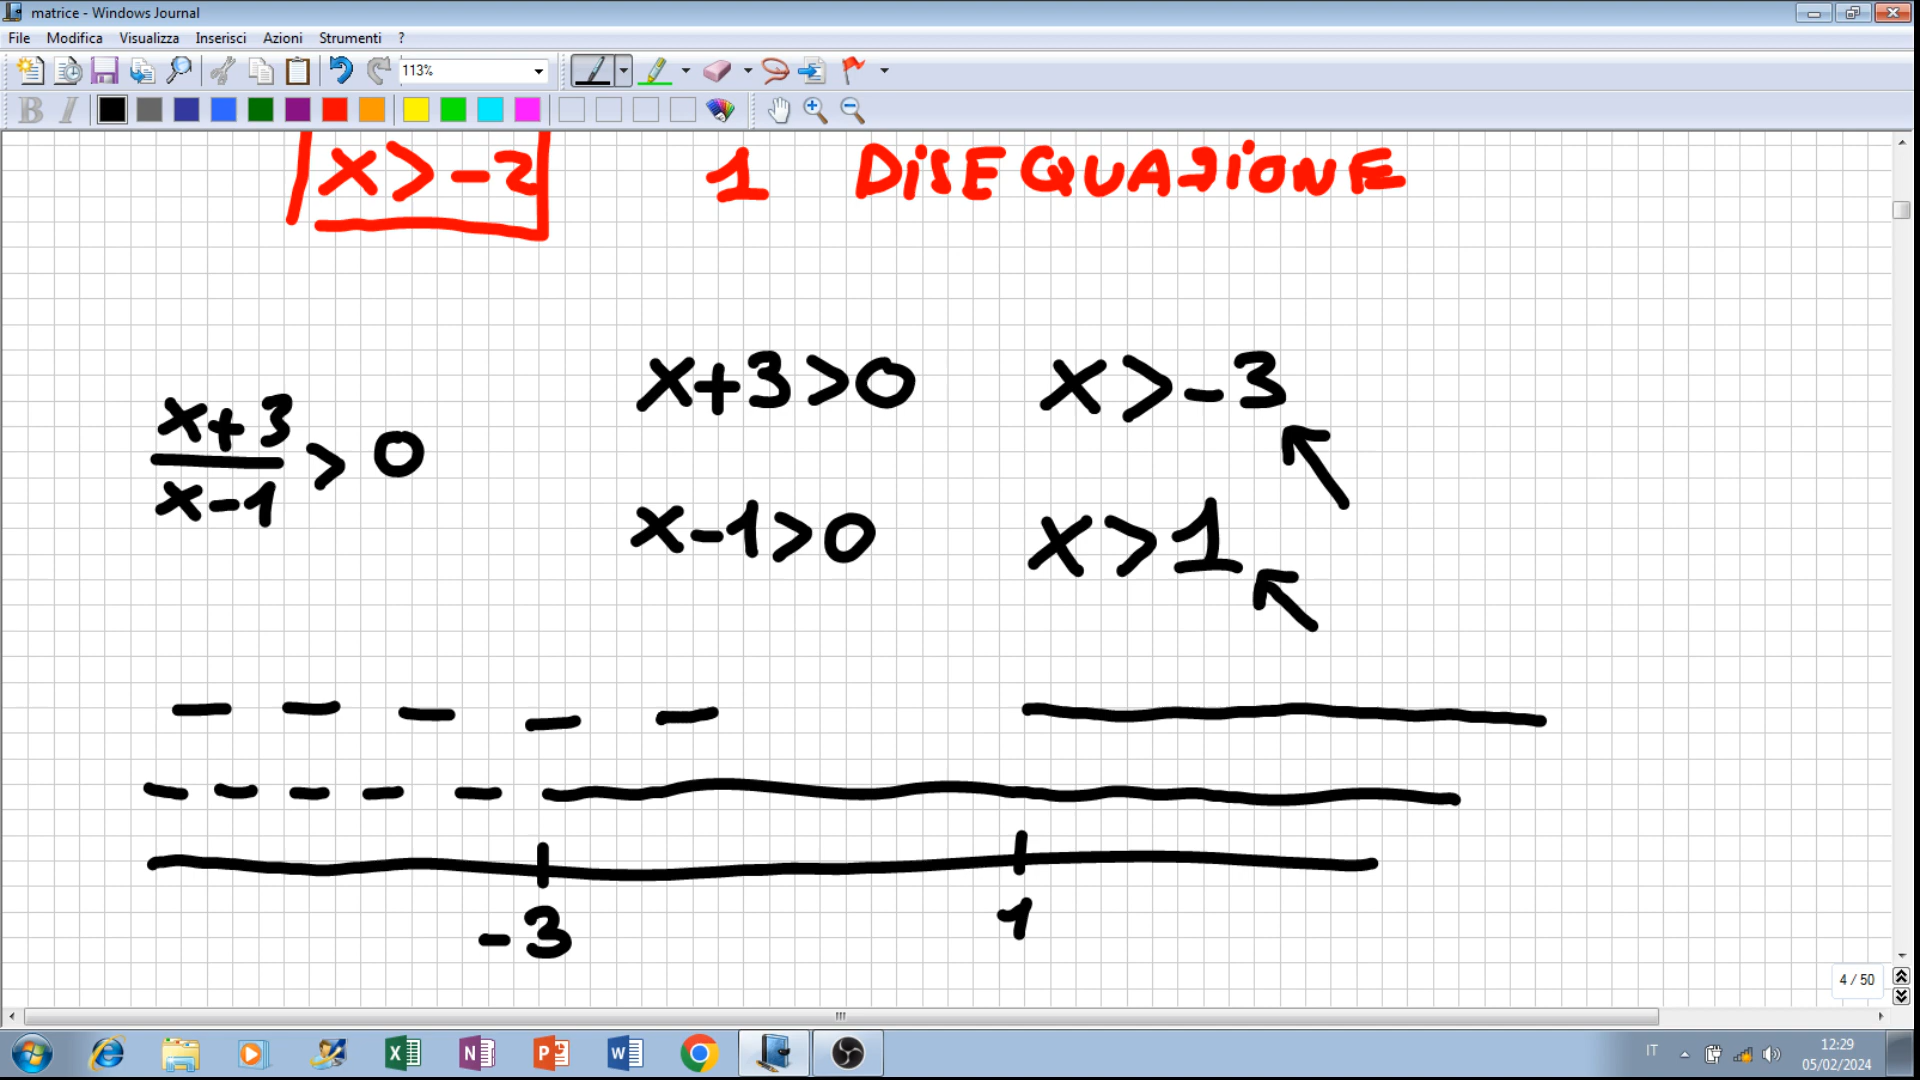 matrice - Windows Journal
File Modifica Visualizza Inserisci Azioni Strumenti ?
113%
B I
x>-2 1 DiSEQUAZiONE
x+3>0 x>-3
x+3
> 0
x-1
x-1>0 x>1
-3 1
4 / 50
IT
12:29
05/02/2024